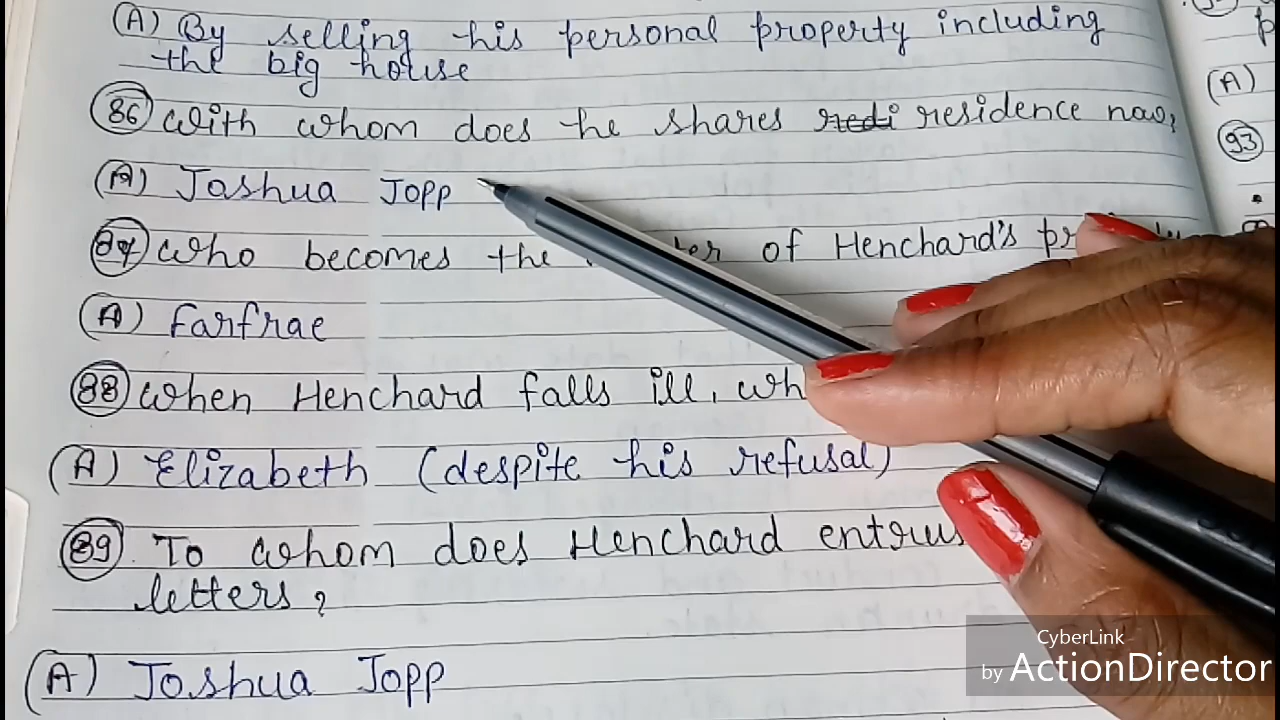 (A) By selling his personal property including
the big house
86 With whom does he shares redi residence now?
(A) Joshua Jopp
87 Who becomes the of Henchard's
(A) Farfrae
88 When Henchard falls ill,
(A) Elizabeth (despite his refusal)
89. To whom does Henchard
letters?
(A) Joshua Jopp
(A)
93
CyberLink
by ActionDirector